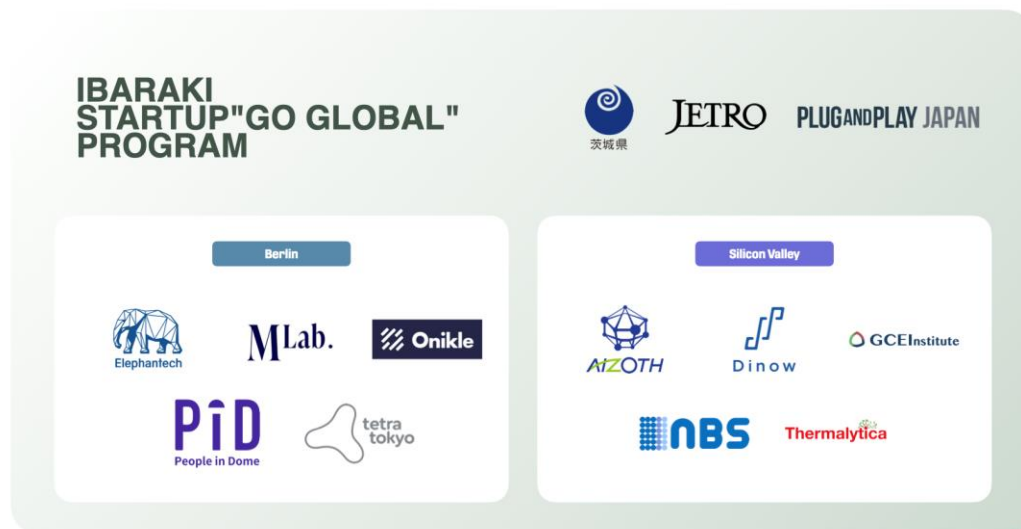 IBARAKI
STARTUP"GO GLOBAL"
PROGRAM
茨城県
JETRO
PLUGANDPLAY JAPAN
Berlin
Elephantech
MLab.
Onikle
PiD
People in Dome
tetra
tokyo
Silicon Valley
AIZOTH
Dinow
GCEInstitute
NBS
Thermalytica